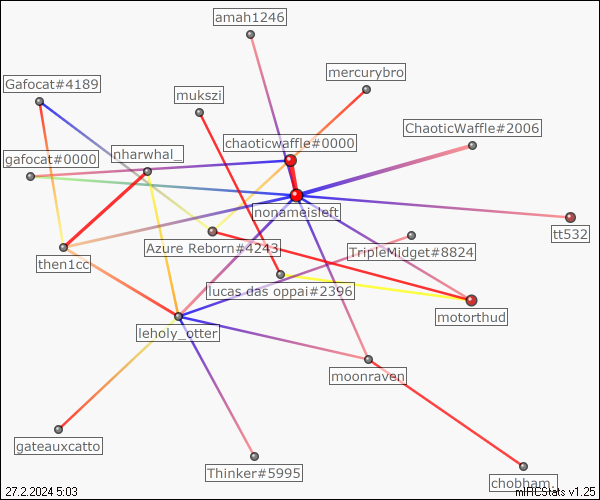 amah1246
mercurybro
Gafocat#4189
mukszi
ChaoticWaffle#2006
chaoticwaffle#0000
nharwhal_
gafocat#0000
nonameisleft
tt532
Azure Reborn#4243
TripleMidget#8824
then1cc
lucas das oppai#2396
motorthud
leholy_otter
moonraven
gateauxcatto
Thinker#5995
chobham.
27.2.2024 5:03
mIRCStats v1.25